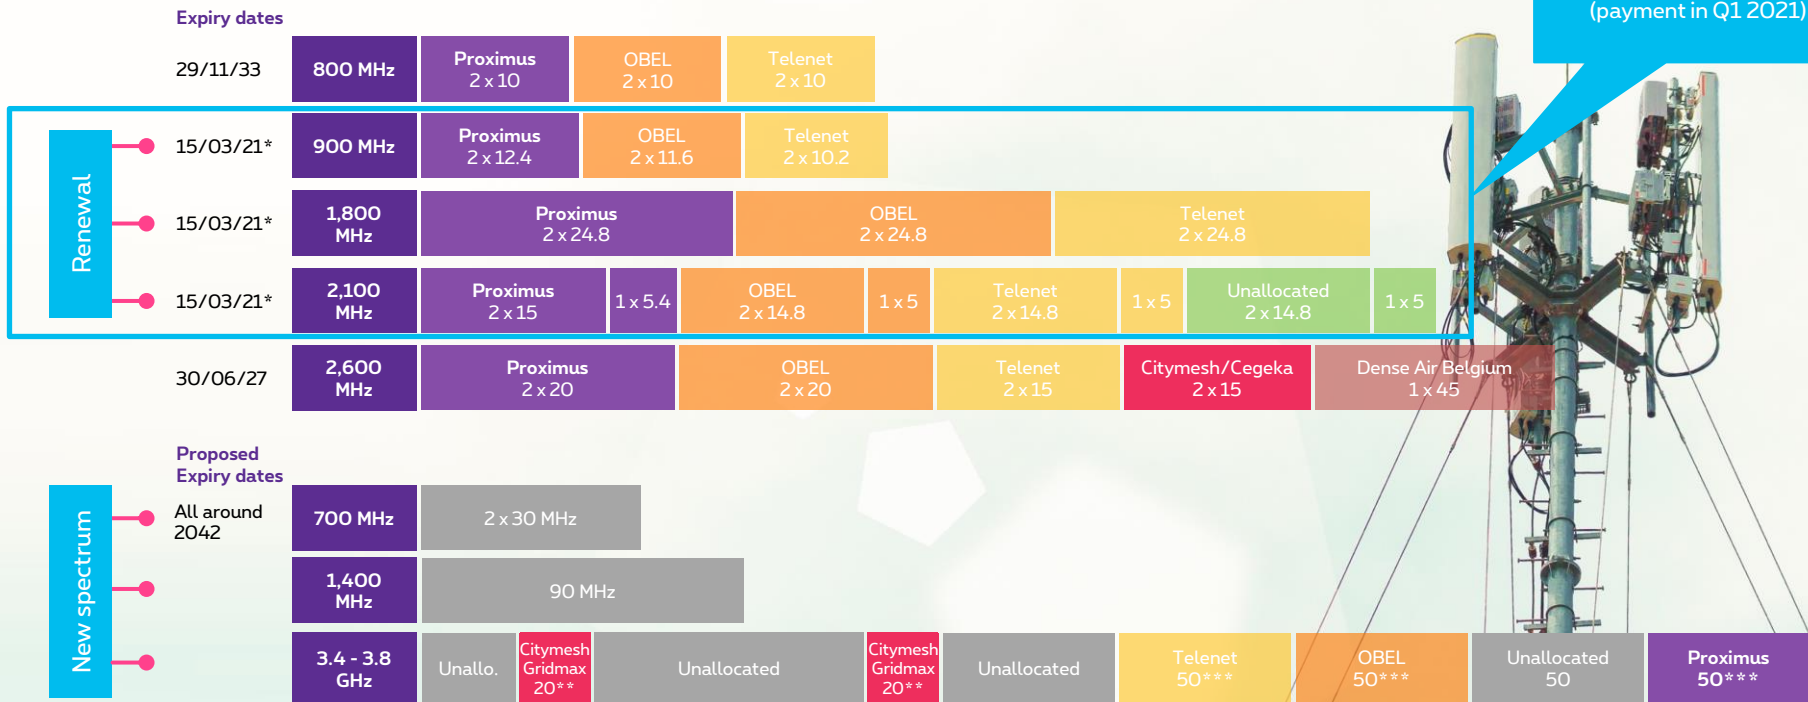 (payment in Q1 2021)
Expiry dates
29/11/33
800 MHz
Proximus
2 x 10
OBEL
2 x 10
Telenet
2 x 10
Renewal
15/03/21*
900 MHz
Proximus
2 x 12.4
OBEL
2 x 11.6
Telenet
2 x 10.2
15/03/21*
1,800
MHz
Proximus
2 x 24.8
OBEL
2 x 24.8
Telenet
2 x 24.8
15/03/21*
2,100
MHz
Proximus
2 x 15
1 x 5.4
OBEL
2 x 14.8
1 x 5
Telenet
2 x 14.8
1 x 5
Unallocated
2 x 14.8
1 x 5
30/06/27
2,600
MHz
Proximus
2 x 20
OBEL
2 x 20
Telenet
2 x 15
Citymesh/Cegeka
2 x 15
Dense Air Belgium
1 x 45
Proposed
Expiry dates
New spectrum
All around
2042
700 MHz
2 x 30 MHz
1,400
MHz
90 MHz
3.4 - 3.8
GHz
Unallo.
Citymesh
Gridmax
20**
Unallocated
Citymesh
Gridmax
20**
Unallocated
Telenet
50***
OBEL
50***
Unallocated
50
Proximus
50***